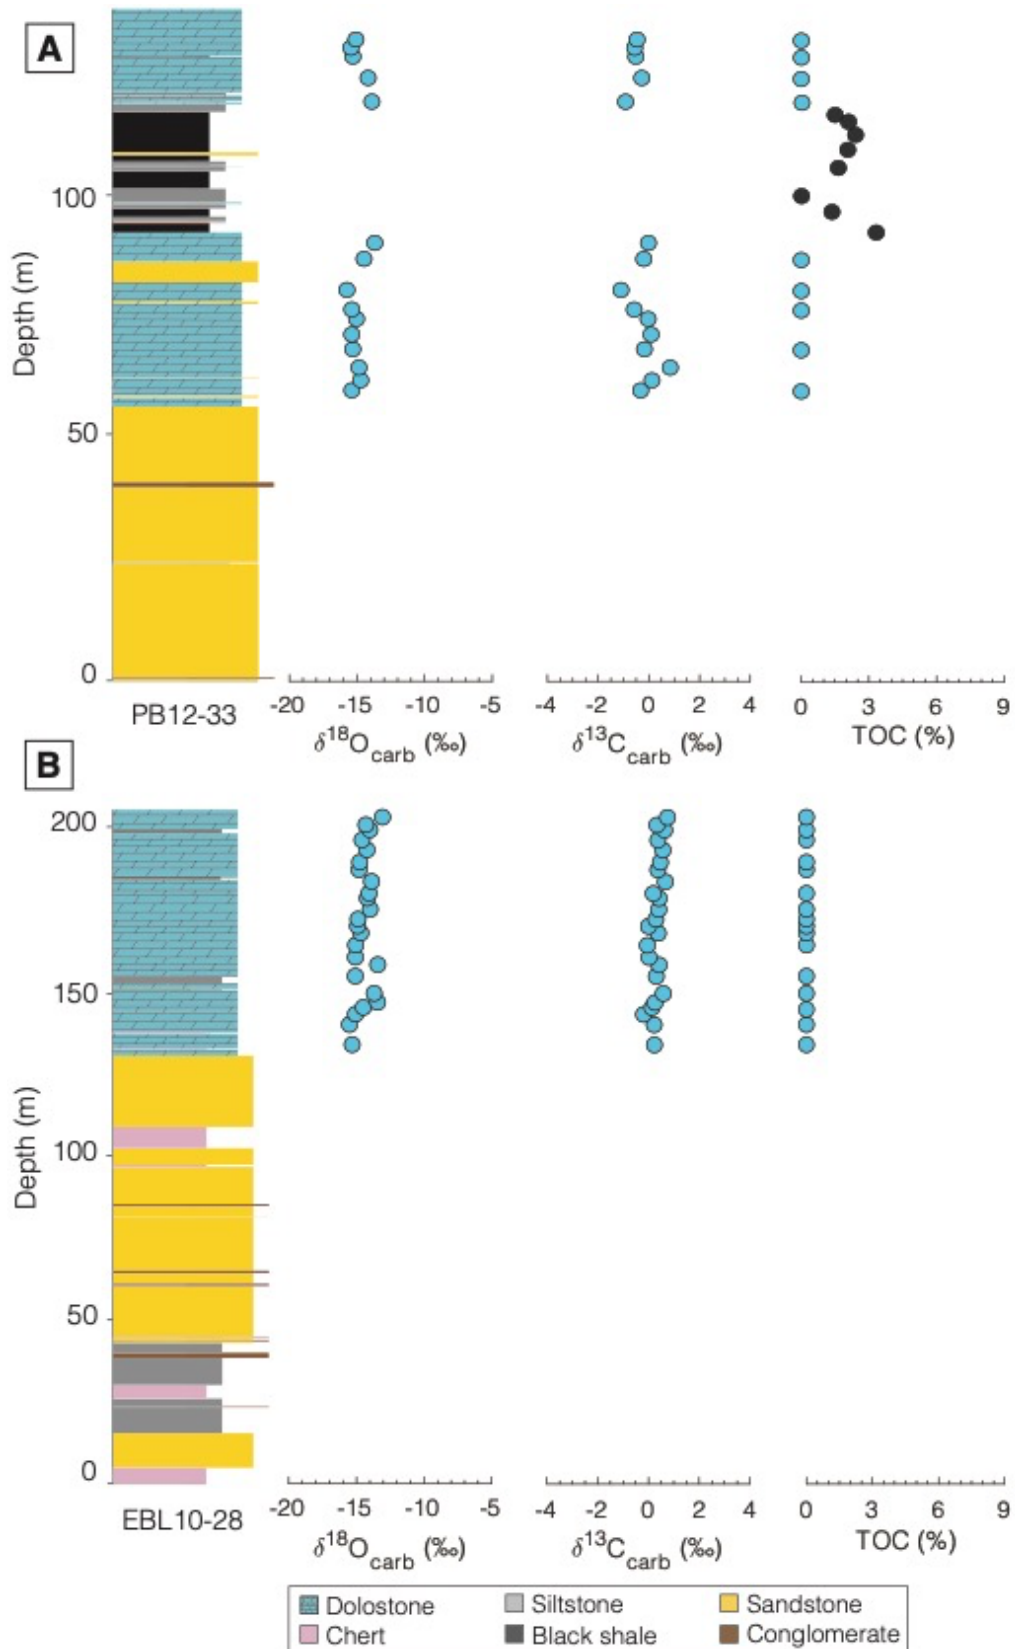 A
100
50
0
Depth (m)
PB12-33
-20 -15 -10 -5
δ¹⁸Ocarb (‰)
-4 -2 0 2 4
δ¹³Ccarb (‰)
0 3 6 9
TOC (%)
B
200
150
100
50
0
Depth (m)
EBL10-28
-20 -15 -10 -5
δ¹⁸Ocarb (‰)
-4 -2 0 2 4
δ¹³Ccarb (‰)
0 3 6 9
TOC (%)
Dolostone Siltstone Sandstone
Chert Black shale Conglomerate